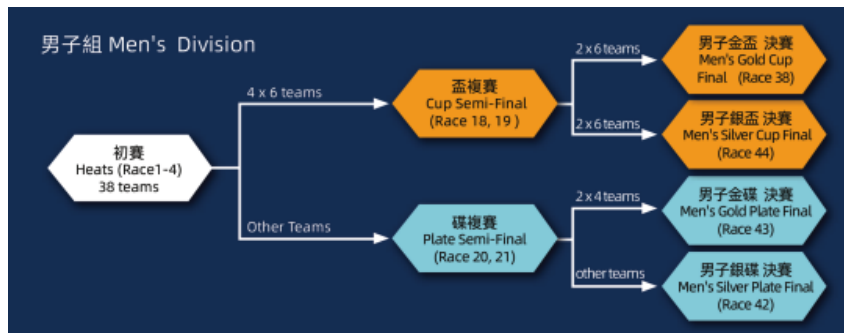 男子組 Men's Division
初賽
Heats (Race1-4)
38 teams
4 x 6 teams
Other Teams
盃複賽
Cup Semi-Final
(Race 18, 19 )
碟複賽
Plate Semi-Final
(Race 20, 21)
2 x 6 teams
男子金盃 決賽
Men's Gold Cup
Final (Race 38)
2 x 6 teams
男子銀盃 決賽
Men's Silver Cup Final
(Race 44)
2 x 4 teams
男子金碟 決賽
Men's Gold Plate Final
(Race 43)
other teams
男子銀碟 決賽
Men's Silver Plate Final
(Race 42)